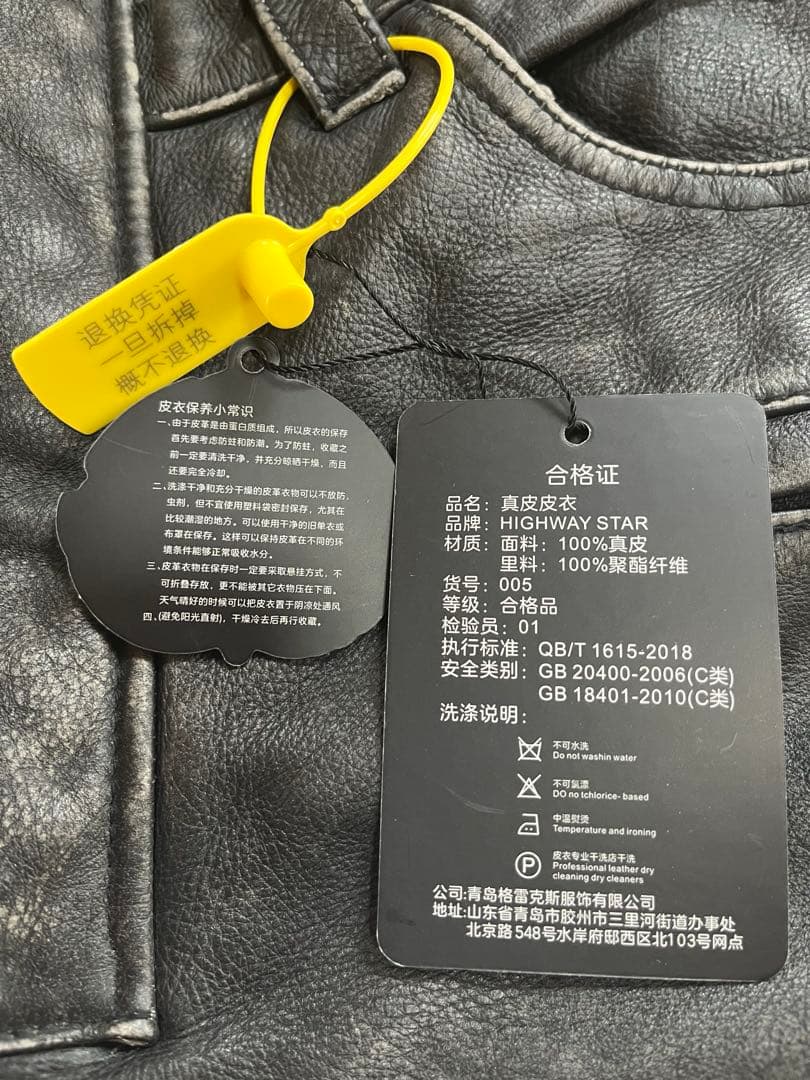 退换凭证
一旦拆掉
概不退换
皮衣保养小常识
一、由于皮革是由蛋白质组成，所以皮衣的保存
首先要考虑防蛀和防潮。为了防蛀，收藏之
前一定要清洗干净，并充分晾晒干燥，而且
还要完全冷却。
二、洗涤干净和充分干燥的皮革衣物可以不放防，
虫剂，但不宜使用塑料袋密封保存，尤其在
比较潮湿的地方。可以使用干净的旧单衣或
布罩在保存。这样可以保持皮革在不同的环
境条件能够正常吸收水分。
三、皮革衣物在保存时一定要采取悬挂方式，不
可折叠存放，更不能被其它衣物压在下面。
天气晴好的时候可以把皮衣置于阴凉处通风
四、(避免阳光直射)，干燥冷去后再行收藏。
合格证
品名：真皮皮衣
品牌：HIGHWAY STAR
材质：面料：100%真皮
里料：100%聚酯纤维
货号：005
等级：合格品
检验员：01
执行标准：QB/T 1615-2018
安全类别：GB 20400-2006(C类)
GB 18401-2010(C类)
洗涤说明：
不可水洗
Do not washin water
不可氯漂
DO no tchlorice- based
中温熨烫
Temperature and ironing
P
皮衣专业干洗店干洗
Professional leather dry
cleaning dry cleaners
公司:青岛格雷克斯服饰有限公司
地址:山东省青岛市胶州市三里河街道办事处
北京路548号水岸府邸西区北103号网点